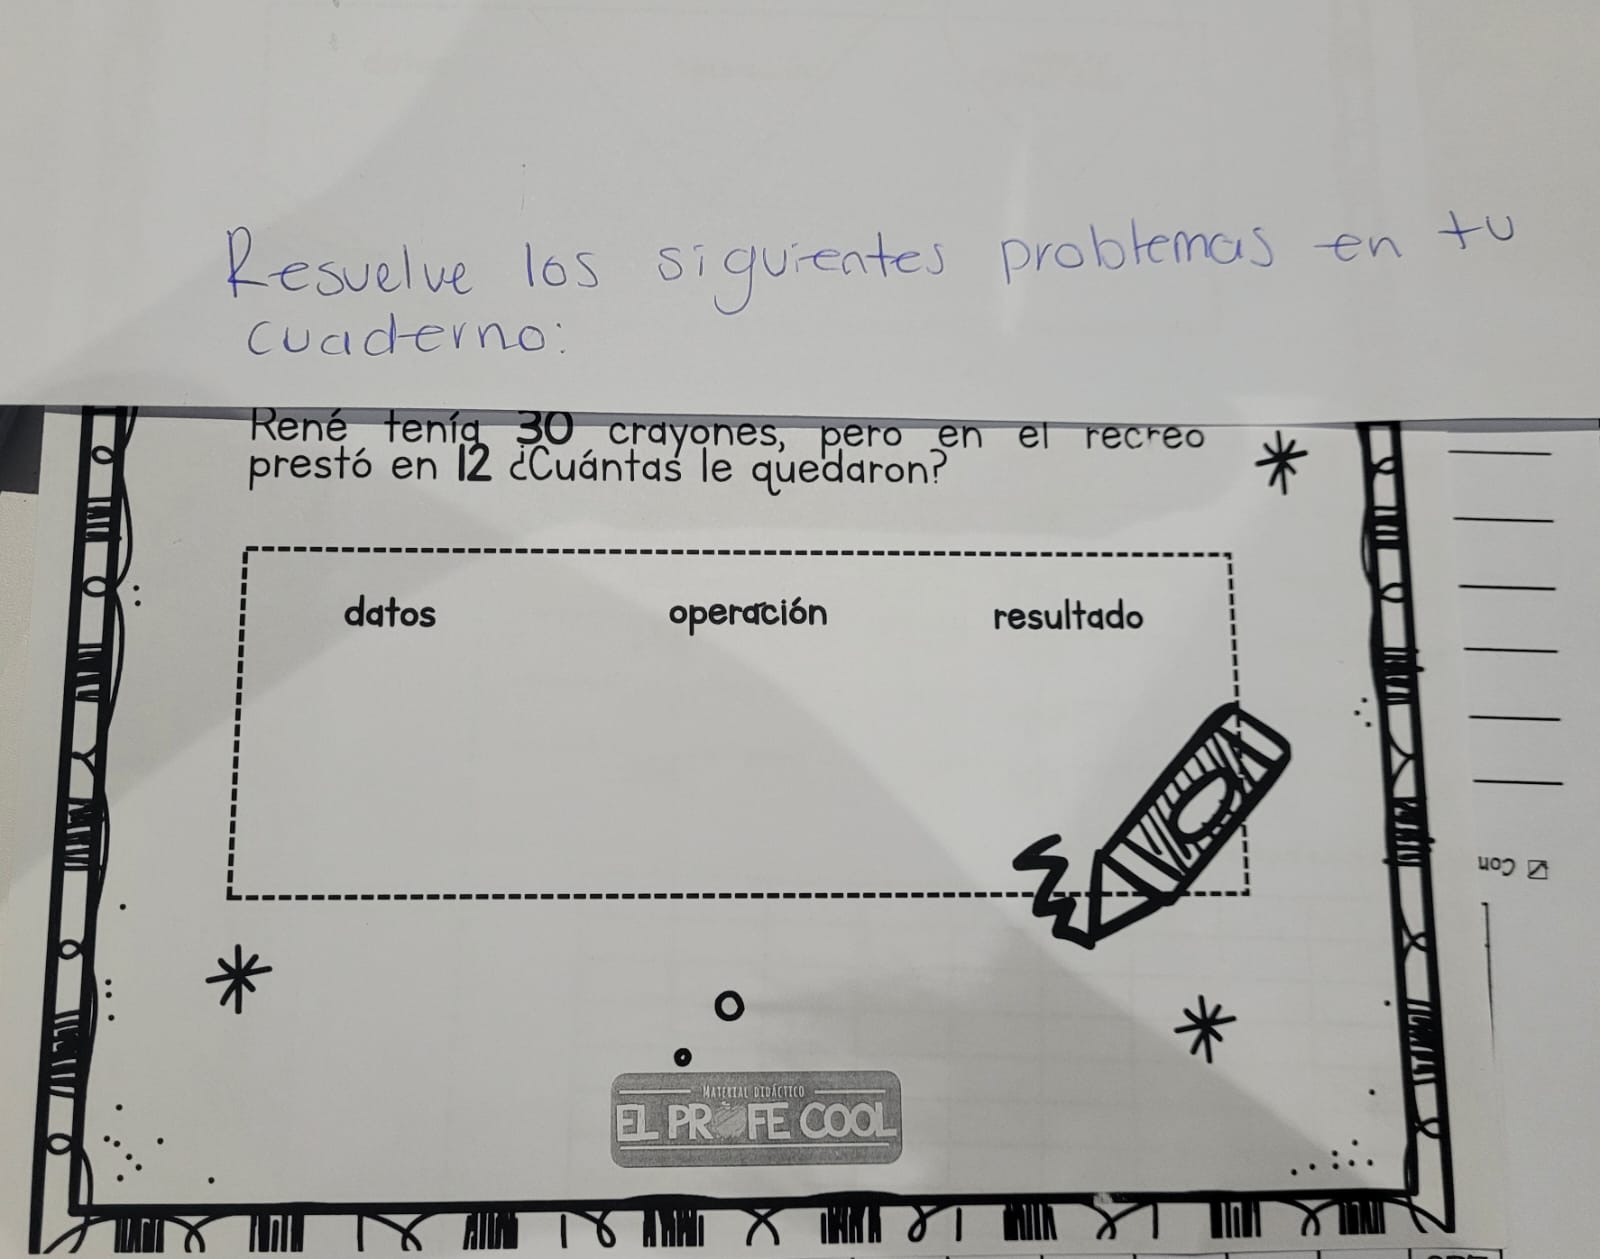 Resuelve los siguientes problemas en tu
cuaderno:
René tenía 30 crayones, pero en el recreo
prestó en 12 ¿Cuántas le quedaron?
datos operación resultado
Con
MATERIAL DIDÁCTICO
EL PROFE COOL